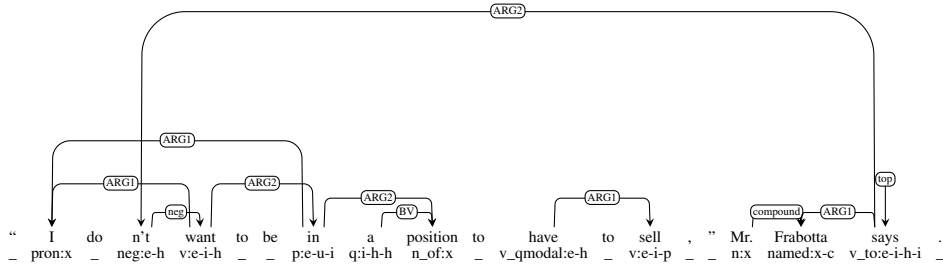 ARG2
ARG1
ARG1 ARG2 top
neg ARG2 BV ARG1 compound ARG1
“ I do n't want to be in a position to have to sell , ” Mr. Frabotta says .
_ pron:x _ neg:e-h v:e-i-h _ _ p:e-u-i q:i-h-h n_of:x _ v_qmodal:e-h _ v:e-i-p _ _ n:x named:x-c v_to:e-i-h-i _